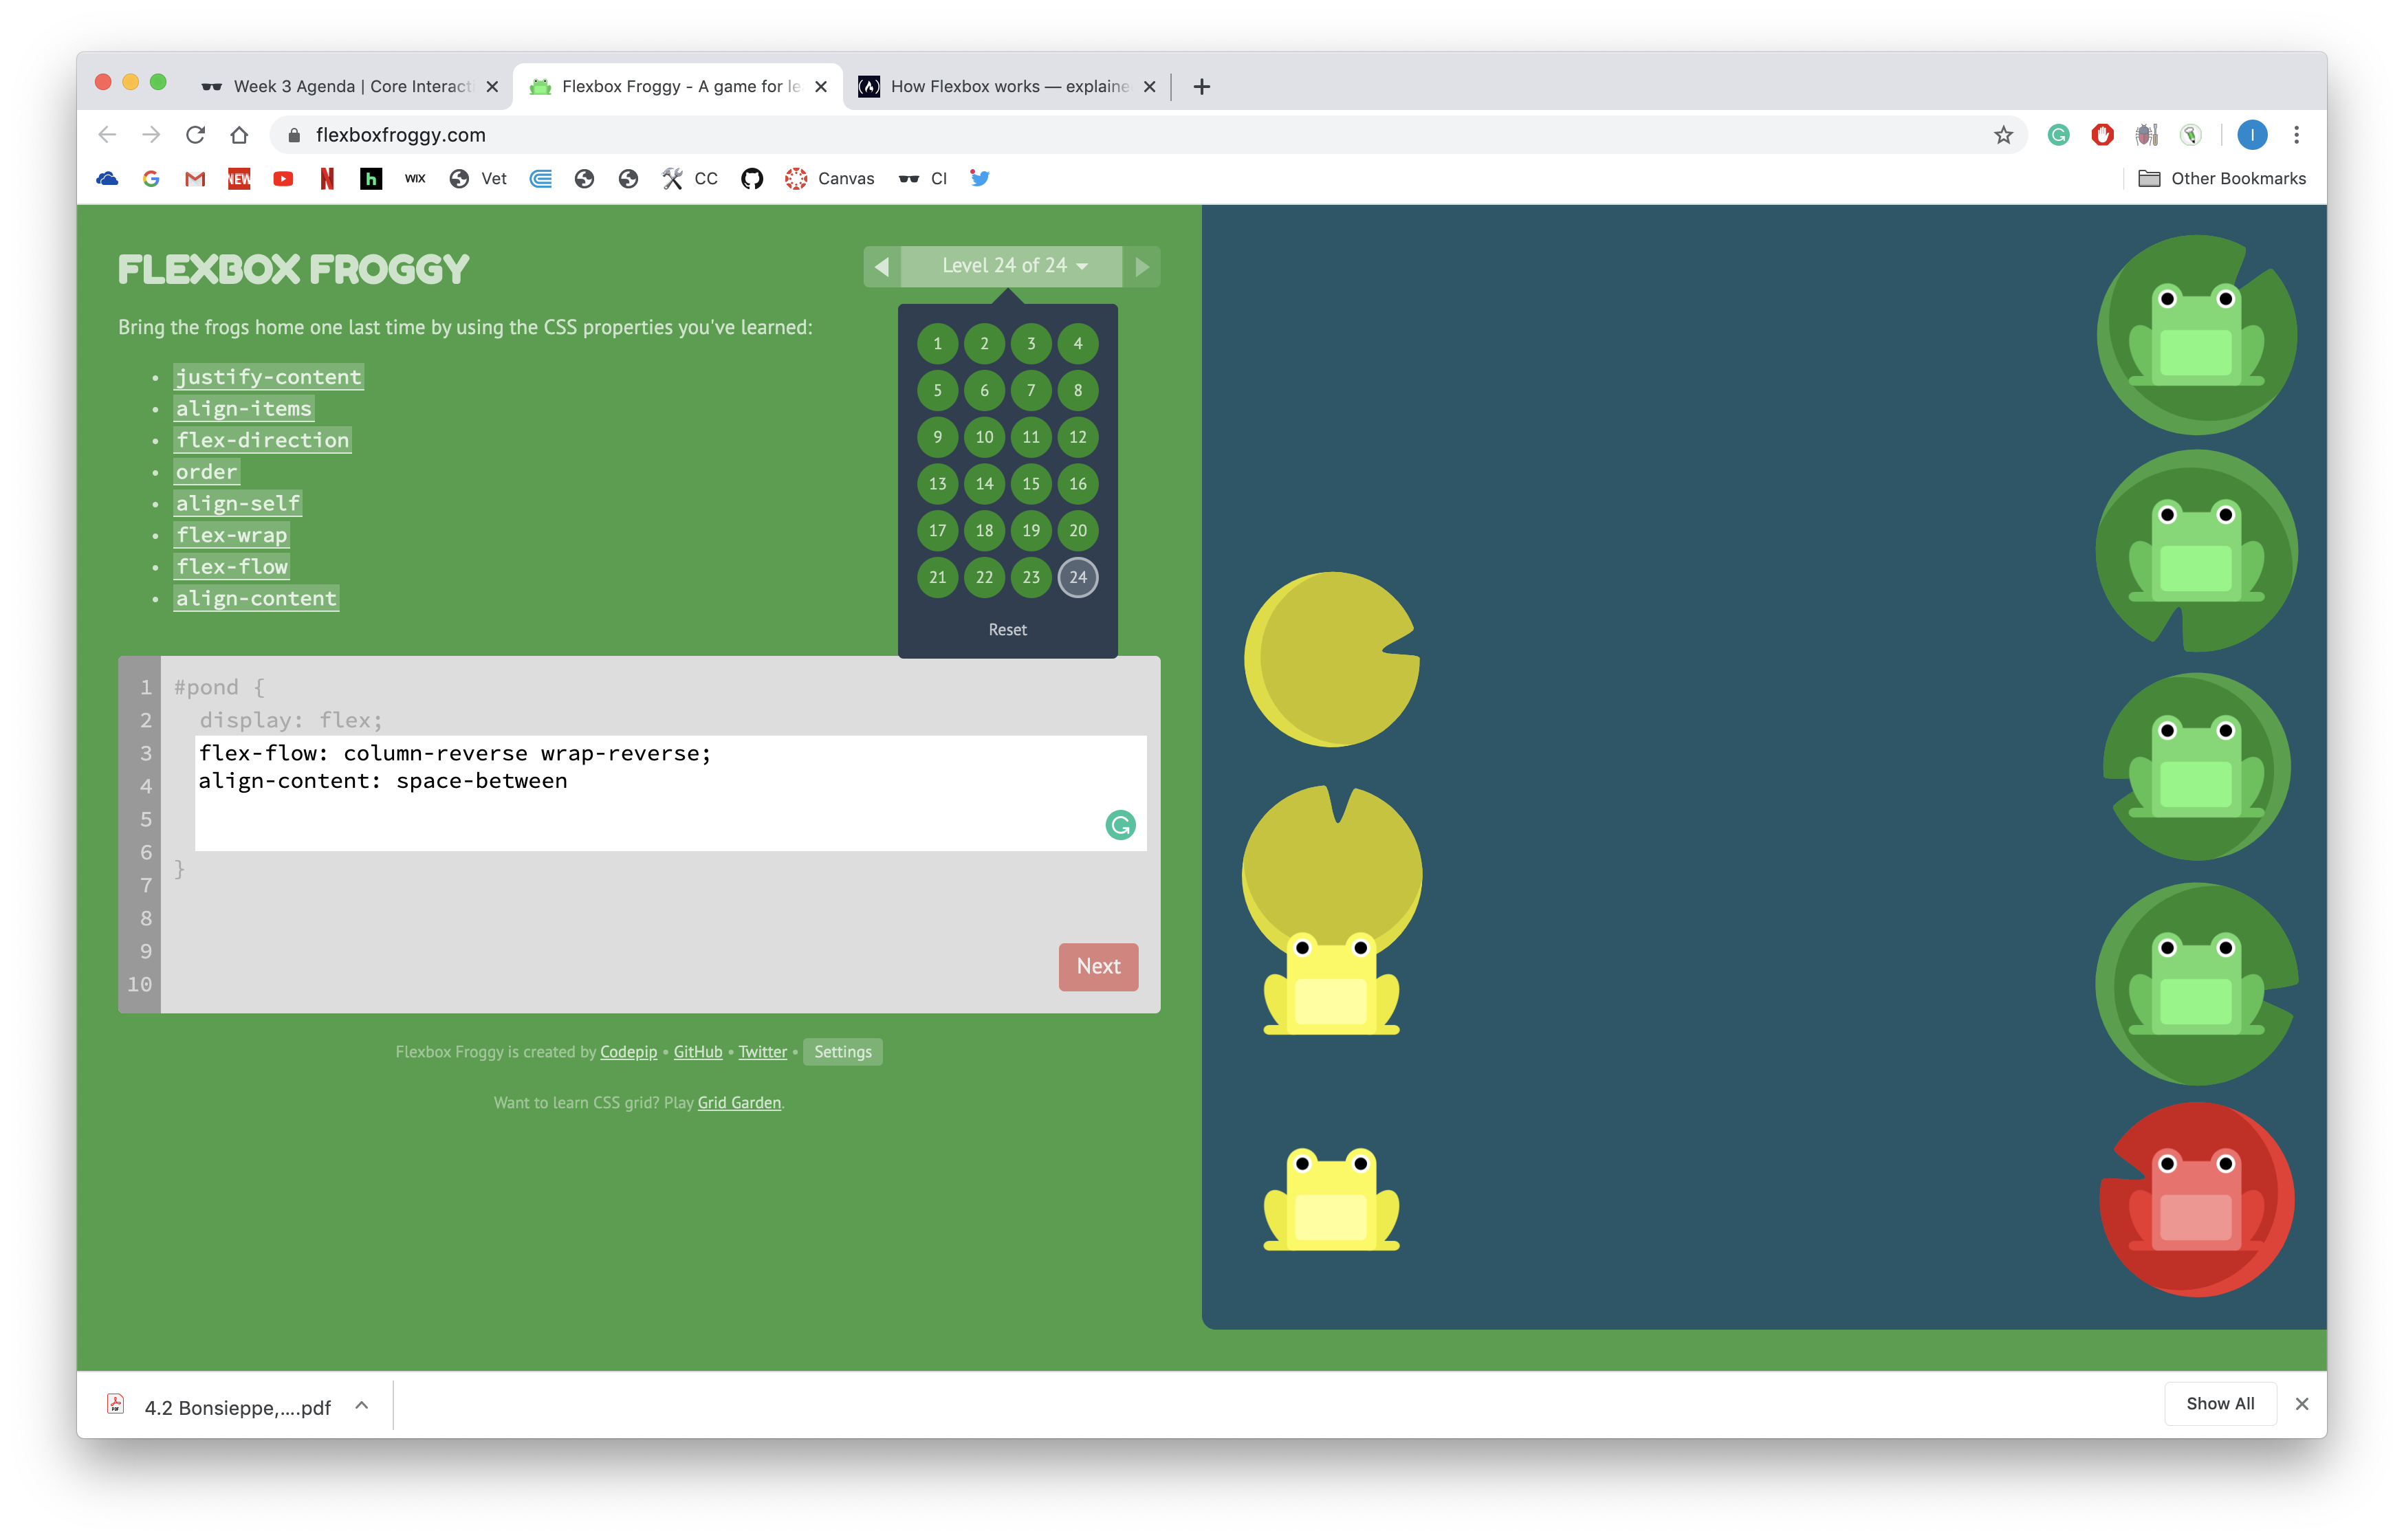 Week 3 Agenda | Core Interacti
Flexbox Froggy - A game for le
How Flexbox works — explaine
flexboxfroggy.com
I
NEW
N
h
WIX
Vet
CC
Canvas
CI
Other Bookmarks
FLEXBOX FROGGY
Level 24 of 24
Bring the frogs home one last time by using the CSS properties you've learned:
• justify-content
• align-items
• flex-direction
• order
• align-self
• flex-wrap
• flex-flow
• align-content
1 2 3 4
5 6 7 8
9 10 11 12
13 14 15 16
17 18 19 20
21 22 23 24
Reset
1 #pond {
2 display: flex;
3 flex-flow: column-reverse wrap-reverse;
4 align-content: space-between
5
6 }
7
8
9
10
Next
Flexbox Froggy is created by Codepip • GitHub • Twitter • Settings
Want to learn CSS grid? Play Grid Garden.
4.2 Bonsieppe,....pdf
Show All